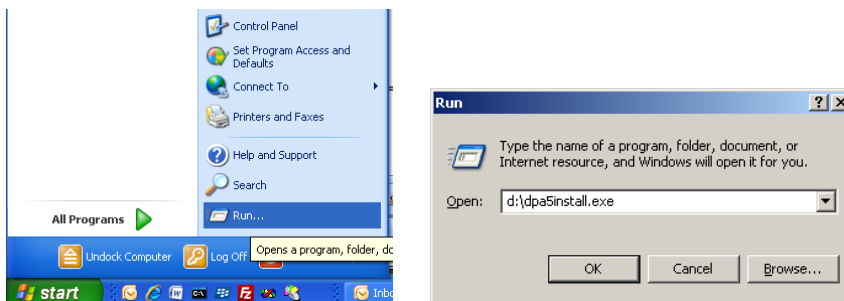 Control Panel
Set Program Access and
Defaults
Connect To
Printers and Faxes
Help and Support
Search
Run...
All Programs
Opens a program, folder, do
Undock Computer
Log Off
start
Inbo
Run
Type the name of a program, folder, document, or
Internet resource, and Windows will open it for you.
Open:
d:\dpa5install.exe
OK
Cancel
Browse...